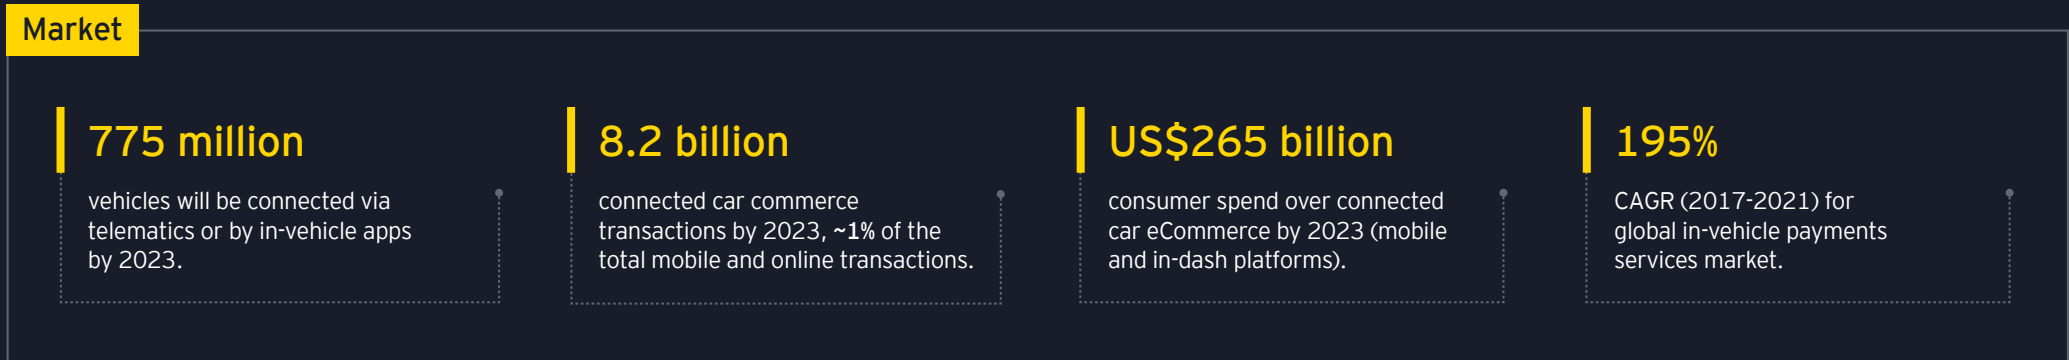 Market
775 million
vehicles will be connected via
telematics or by in-vehicle apps
by 2023.
8.2 billion
connected car commerce
transactions by 2023, ~1% of the
total mobile and online transactions.
US$265 billion
consumer spend over connected
car eCommerce by 2023 (mobile
and in-dash platforms).
195%
CAGR (2017-2021) for
global in-vehicle payments
services market.